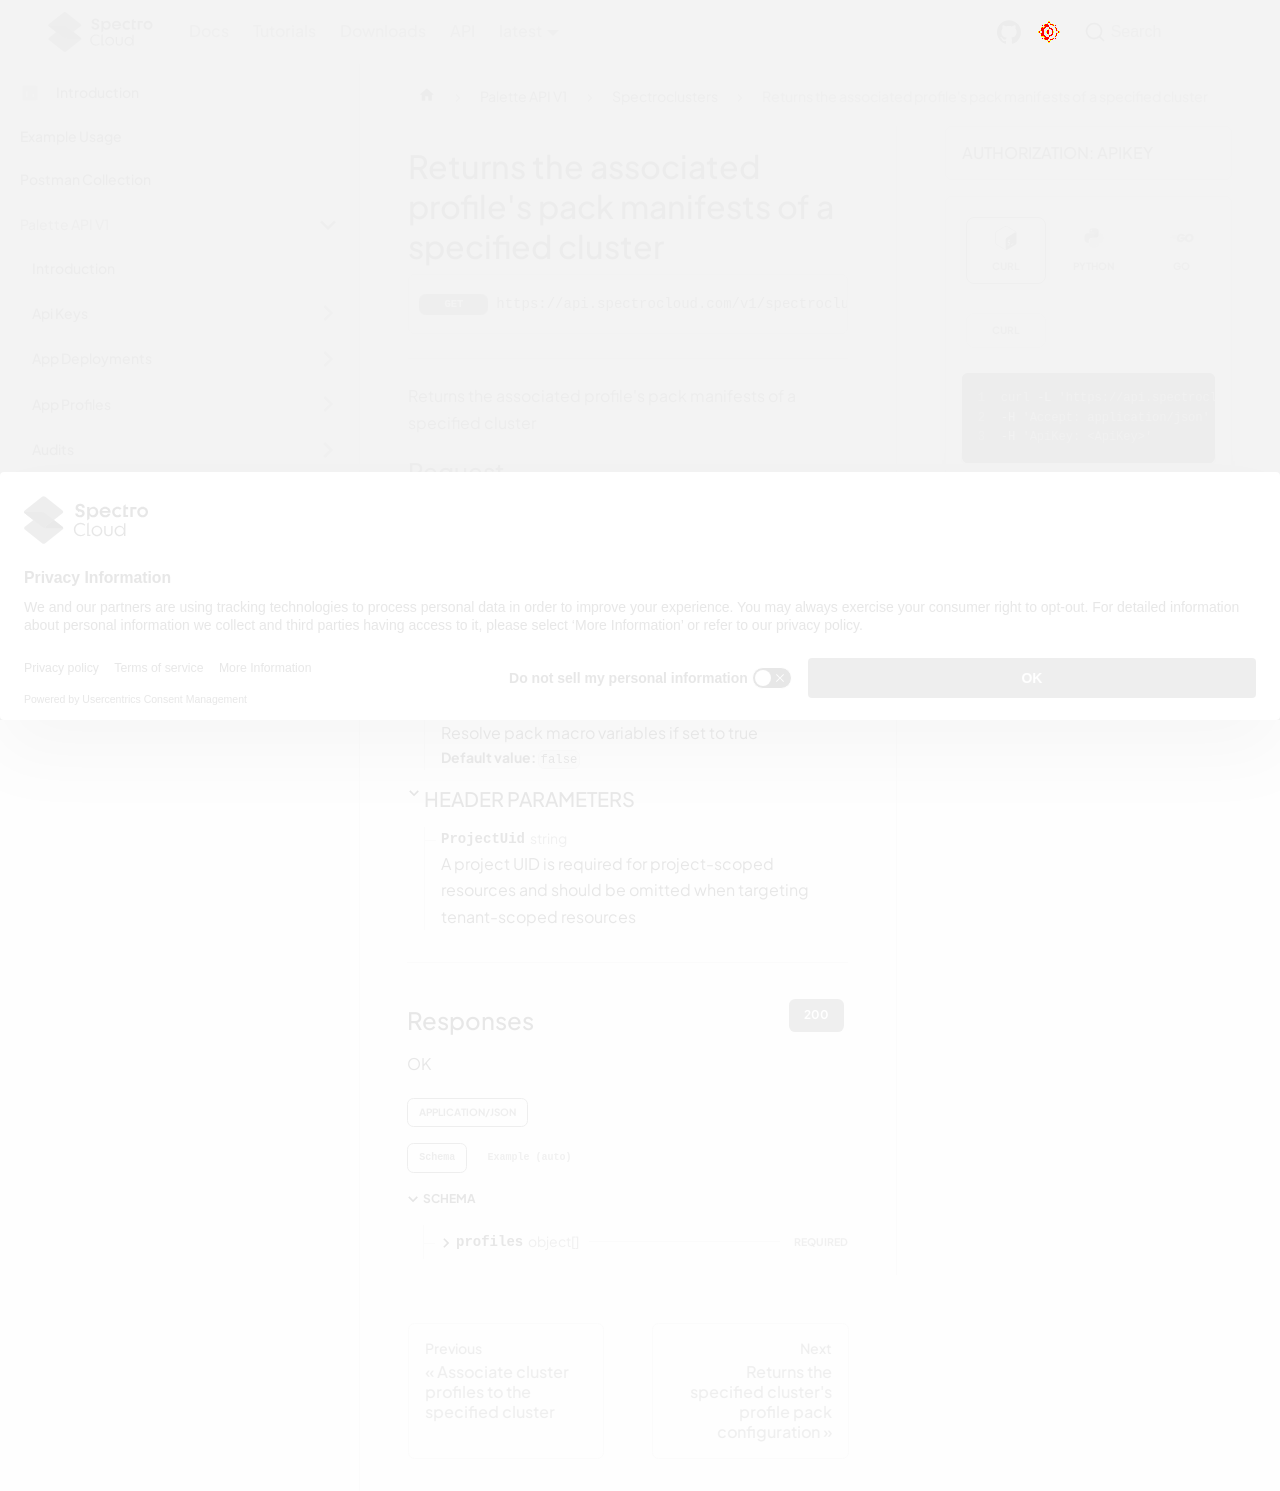 Spectro Cloud
Docs Tutorials Downloads API latest
Search
Introduction
Example Usage
Postman Collection
Palette API V1
Introduction
Api Keys
App Deployments
App Profiles
Audits
Palette API V1
Spectroclusters
Returns the associated profile's pack manifests of a specified cluster
Returns the associated
profile's pack manifests of a
specified cluster
GET https://api.spectrocloud.com/v1/spectroclu
Returns the associated profile's pack manifests of a
specified cluster
Request
AUTHORIZATION: APIKEY
CURL PYTHON GO
CURL
Spectro
Cloud
Privacy Information
We and our partners are using tracking technologies to process personal data in order to improve your experience. You may always exercise your consumer right to opt-out. For detailed information
about personal information we collect and third parties having access to it, please select 'More Information' or refer to our privacy policy.
Privacy policy Terms of service More Information
Powered by Usercentrics Consent Management
Do not sell my personal information
OK
Resolve pack macro variables if set to true
Default value: false
HEADER PARAMETERS
ProjectUid string
A project UID is required for project-scoped
resources and should be omitted when targeting
tenant-scoped resources
Responses
200
OK
APPLICATION/JSON
Schema Example (auto)
SCHEMA
profiles object[] REQUIRED
Previous
« Associate cluster
profiles to the
specified cluster
Next
Returns the
specified cluster's
profile pack
configuration »